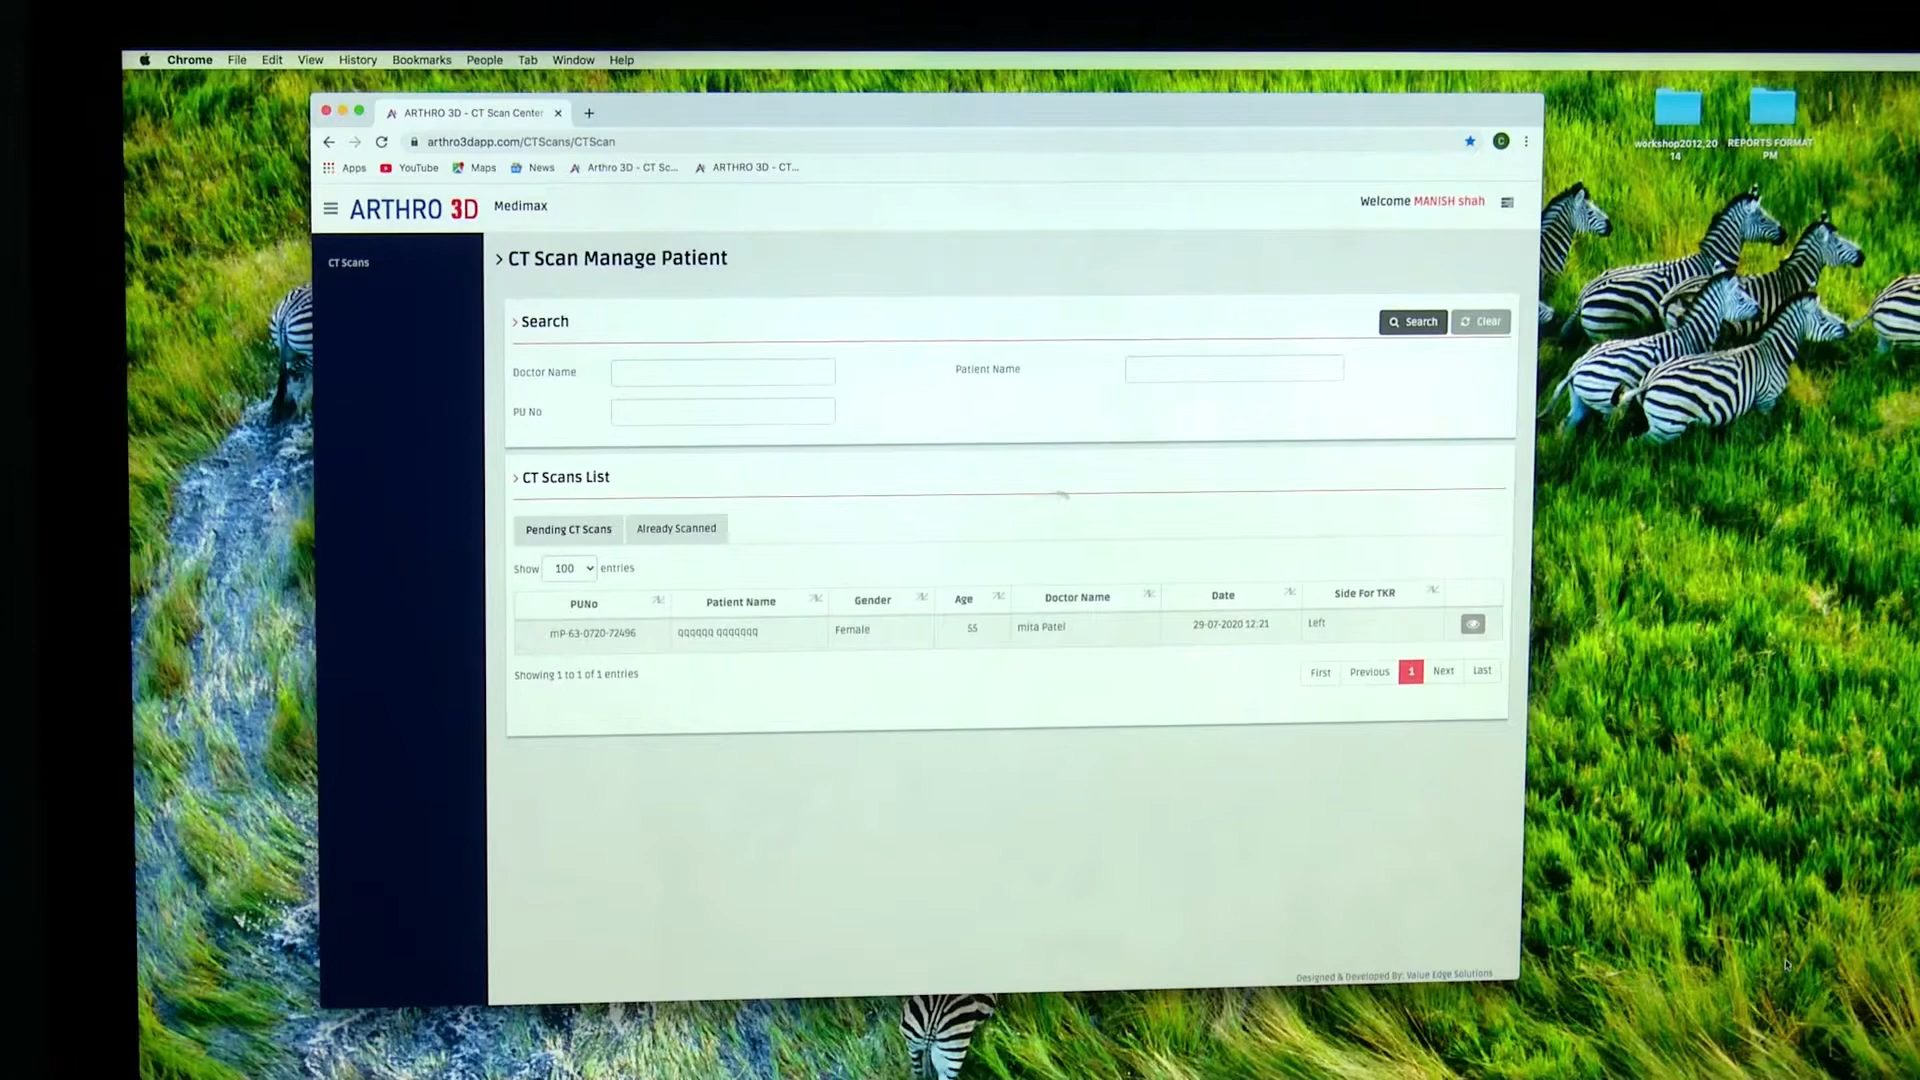 Chrome File Edit View History Bookmarks People Tab Window Help
ARTHRO 3D - CT Scan Center
arthro3dapp.com/CTScans/CTScan
C
Apps YouTube Maps News Arthro 3D - CT Sc... ARTHRO 3D - CT...
workshop2012_2014
REPORTS FORMAT PM
ARTHRO 3D Medimax
Welcome MANISH shah
CT Scans
CT Scan Manage Patient
Search
Search Clear
Doctor Name
Patient Name
PU No
CT Scans List
Pending CT Scans Already Scanned
Show 100 entries
PUNo Patient Name Gender Age Doctor Name Date Side For TKR
mP-63-0720-72496 qqqqqq qqqqqqq Female 55 mita Patel 29-07-2020 12:21 Left
Showing 1 to 1 of 1 entries
First Previous 1 Next Last
Designed & Developed By: Value Edge Solutions